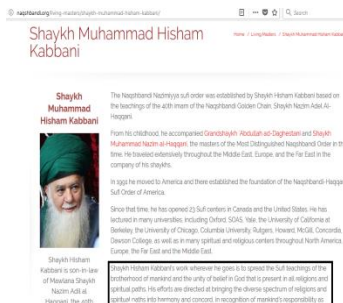 naqshbandi.org/living-masters/shaykh-muhammad-hisham-kabbani/
Search
Shaykh Muhammad Hisham
Kabbani
Home / Living Masters / Shaykh Muhammad Hisham Kabbani
Shaykh
Muhammad
Hisham Kabbani
Shaykh Hisham
Kabbani is son-in-law
of Mawlana Shaykh
Nazim Adil al-
Haqqani, the 40th
The Naqshbandi Nazimiyya sufi order was established by Shaykh Hisham Kabbani based on
the teachings of the 40th imam of the Naqshbandi Golden Chain, Shaykh Nazim Adel Al-
Haqqani.
From his childhood, he accompanied Grandshaykh 'Abdullah ad-Daghestani and Shaykh
Muhammad Nazim al-Haqqani, the masters of the Most Distinguished Naqshbandi Order in this
time. He traveled extensively throughout the Middle East, Europe, and the Far East in the
company of his shaykhs.
In 1991 he moved to America and there established the foundation of the Naqshbandi-Haqqani
Sufi Order of America.
Since that time, he has opened 23 Sufi centers in Canada and the United States. He has
lectured in many universities, including Oxford, SOAS, Yale, the University of California at
Berkeley, the University of Chicago, Columbia University, Rutgers, Howard, McGill, Concordia,
Dawson College, as well as in many spiritual and religious centers throughout North America,
Europe, the Far East and the Middle East.
Shaykh Hisham Kabbani's work wherever he goes is to spread the Sufi teachings of the
brotherhood of mankind and the unity of belief in God that is present in all religions and
spiritual paths. His efforts are directed at bringing the diverse spectrum of religions and
spiritual paths into harmony and concord, in recognition of mankind's responsibility as